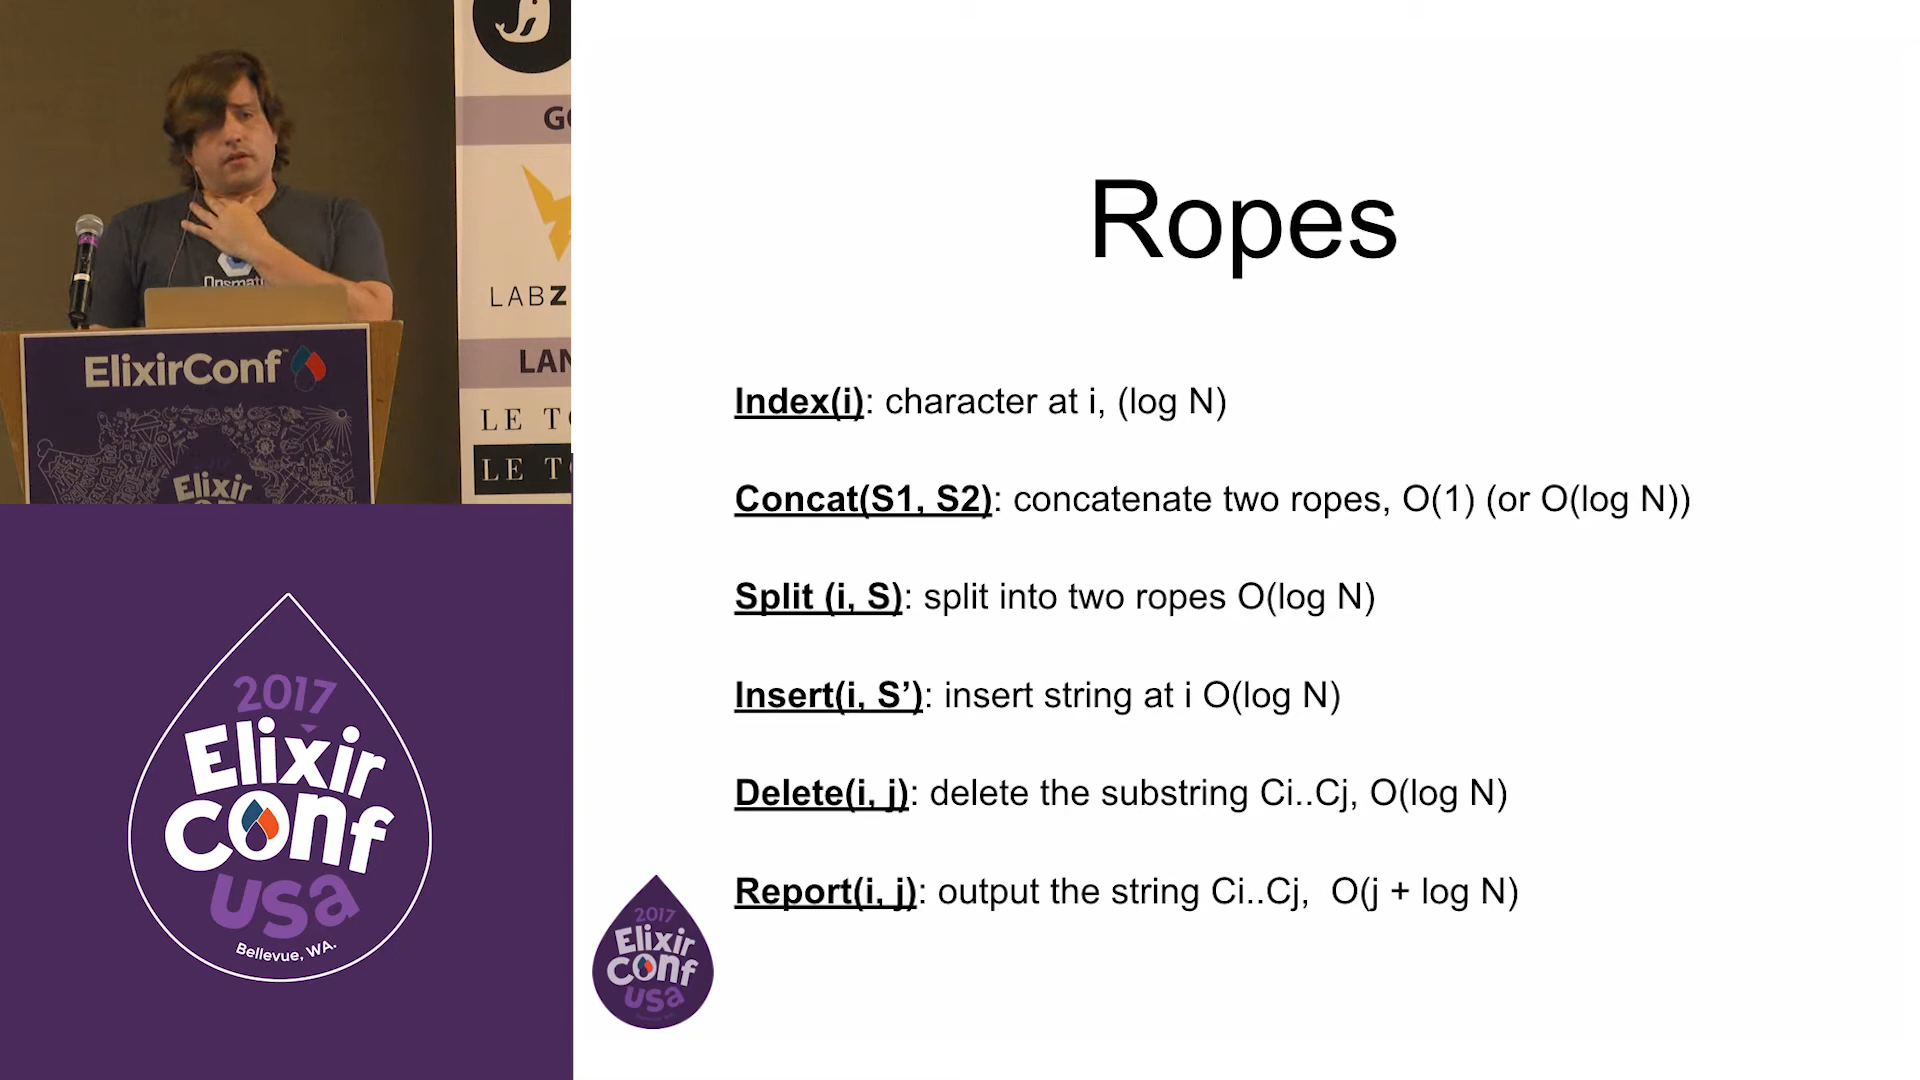 GO
LABZ
LAN
LE T
LE T
Opsmati
ElixirConf™
Elixir
2017
Elixir
Conf
USA
Bellevue, WA.
Ropes
Index(i): character at i, (log N)
Concat(S1, S2): concatenate two ropes, O(1) (or O(log N))
Split (i, S): split into two ropes O(log N)
Insert(i, S’): insert string at i O(log N)
Delete(i, j): delete the substring Ci..Cj, O(log N)
Report(i, j): output the string Ci..Cj,  O(j + log N)
2017
Elixir
Conf
USA